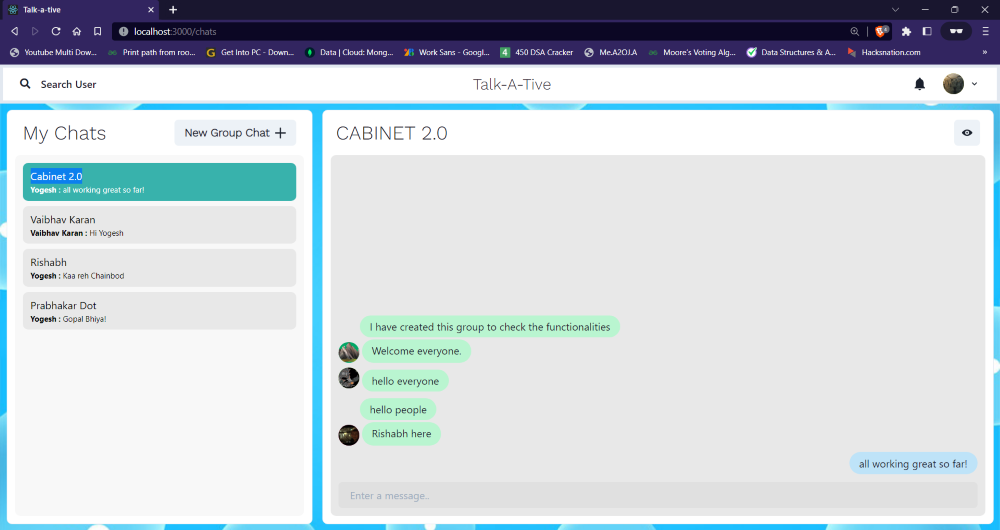 Talk-a-tive
localhost:3000/chats
Youtube Multi Dow...
Print path from roo...
Get Into PC - Down...
Data | Cloud: Mong...
Work Sans - Googl...
450 DSA Cracker
Me.A2OJ.A
Moore's Voting Alg...
Data Structures & A...
Hacksnation.com
Search User
Talk-A-Tive
My Chats
New Group Chat
Cabinet 2.0
Yogesh : all working great so far!
Vaibhav Karan
Vaibhav Karan : Hi Yogesh
Rishabh
Yogesh : Kaa reh Chainbod
Prabhakar Dot
Yogesh : Gopal Bhiya!
CABINET 2.0
I have created this group to check the functionalities
Welcome everyone.
hello everyone
hello people
Rishabh here
all working great so far!
Enter a message..